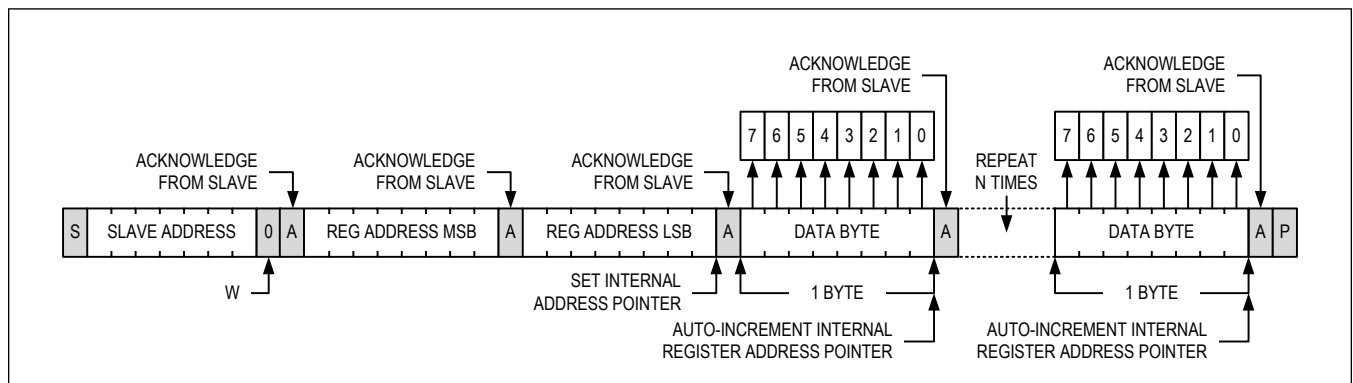 ACKNOWLEDGE
FROM SLAVE
ACKNOWLEDGE
FROM SLAVE
7 6 5 4 3 2 1 0
7 6 5 4 3 2 1 0
ACKNOWLEDGE
FROM SLAVE
ACKNOWLEDGE
FROM SLAVE
ACKNOWLEDGE
FROM SLAVE
REPEAT
N TIMES
S SLAVE ADDRESS 0 A REG ADDRESS MSB A REG ADDRESS LSB A DATA BYTE A DATA BYTE A P
W
SET INTERNAL
ADDRESS POINTER
1 BYTE
1 BYTE
AUTO-INCREMENT INTERNAL
REGISTER ADDRESS POINTER
AUTO-INCREMENT INTERNAL
REGISTER ADDRESS POINTER